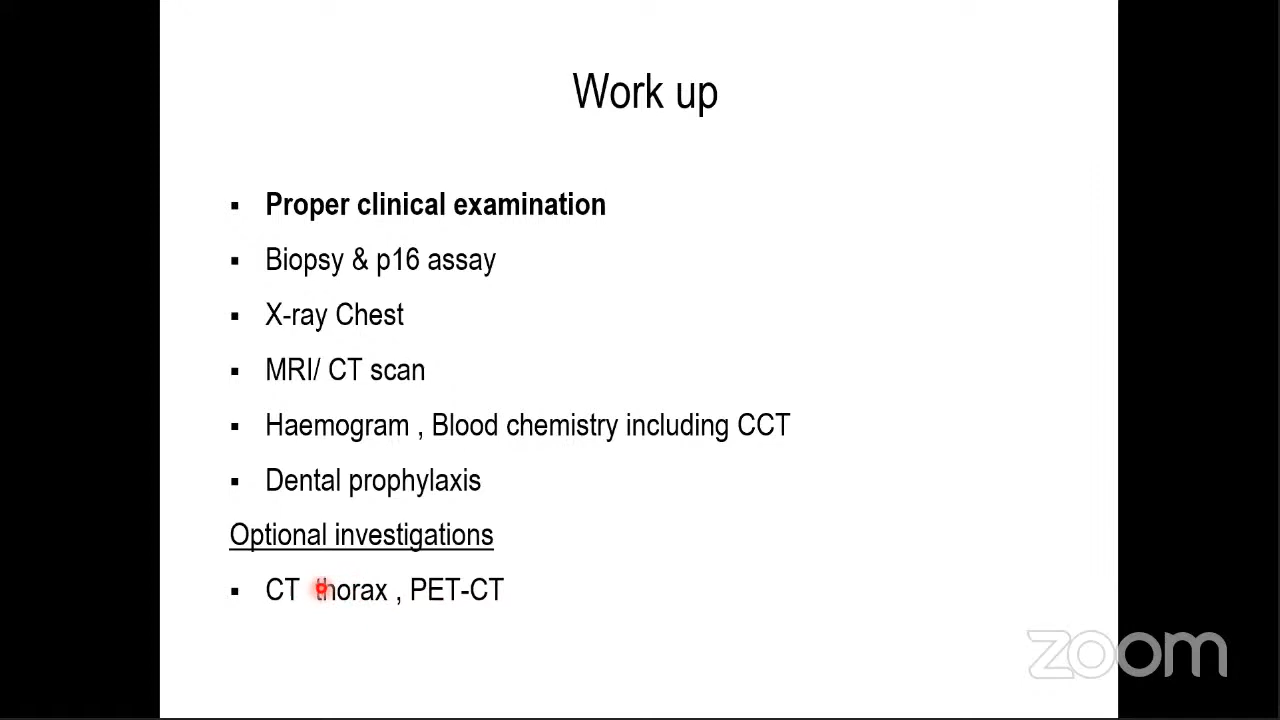 Work up
▪ Proper clinical examination
▪ Biopsy & p16 assay
▪ X-ray Chest
▪ MRI/ CT scan
▪ Haemogram , Blood chemistry including CCT
▪ Dental prophylaxis
Optional investigations
▪ CT thorax , PET-CT
zoom